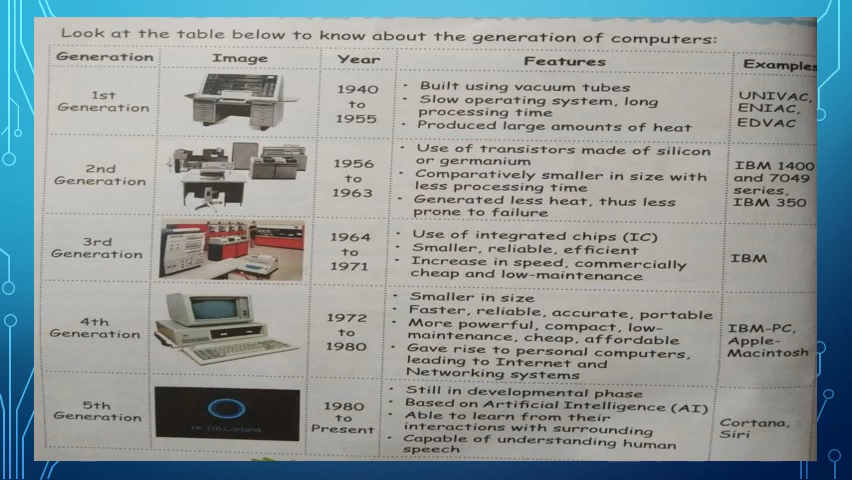 Look at the table below to know about the generation of computers:
Generation Image Year Features Examples
1st
Generation
1940
to
1955
• Built using vacuum tubes
• Slow operating system, long
processing time
• Produced large amounts of heat
UNIVAC,
ENIAC,
EDVAC
2nd
Generation
1956
to
1963
• Use of transistors made of silicon
or germanium
• Comparatively smaller in size with
less processing time
• Generated less heat, thus less
prone to failure
IBM 1400
and 7049
series,
IBM 350
3rd
Generation
1964
to
1971
• Use of integrated chips (IC)
• Smaller, reliable, efficient
• Increase in speed, commercially
cheap and low-maintenance
IBM
4th
Generation
1972
to
1980
• Smaller in size
• Faster, reliable, accurate, portable
• More powerful, compact, low-
maintenance, cheap, affordable
• Gave rise to personal computers,
leading to Internet and
Networking systems
IBM-PC,
Apple-
Macintosh
5th
Generation
Hi. I'm Cortana.
1980
to
Present
• Still in developmental phase
• Based on Artificial Intelligence (AI)
• Able to learn from their
interactions with surrounding
• Capable of understanding human
speech
Cortana,
Siri